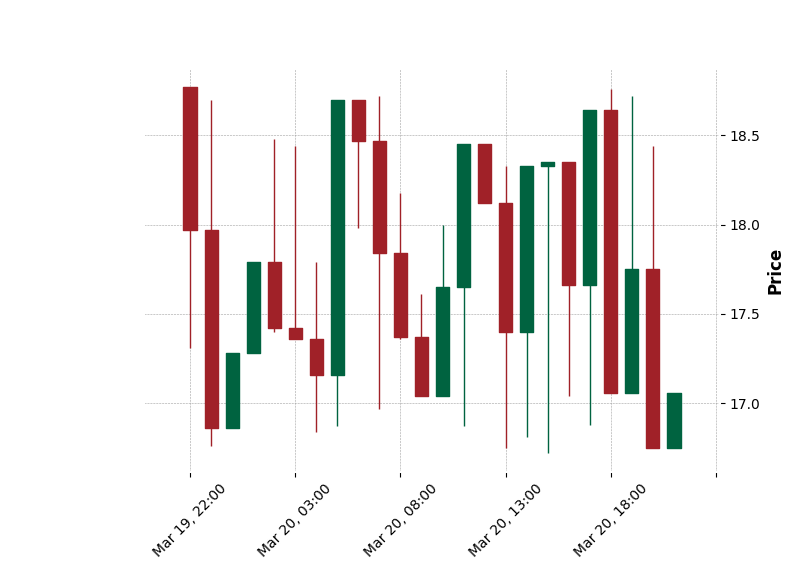 18.5
18.0
17.5
17.0
Price
Mar 19, 22:00
Mar 20, 03:00
Mar 20, 08:00
Mar 20, 13:00
Mar 20, 18:00